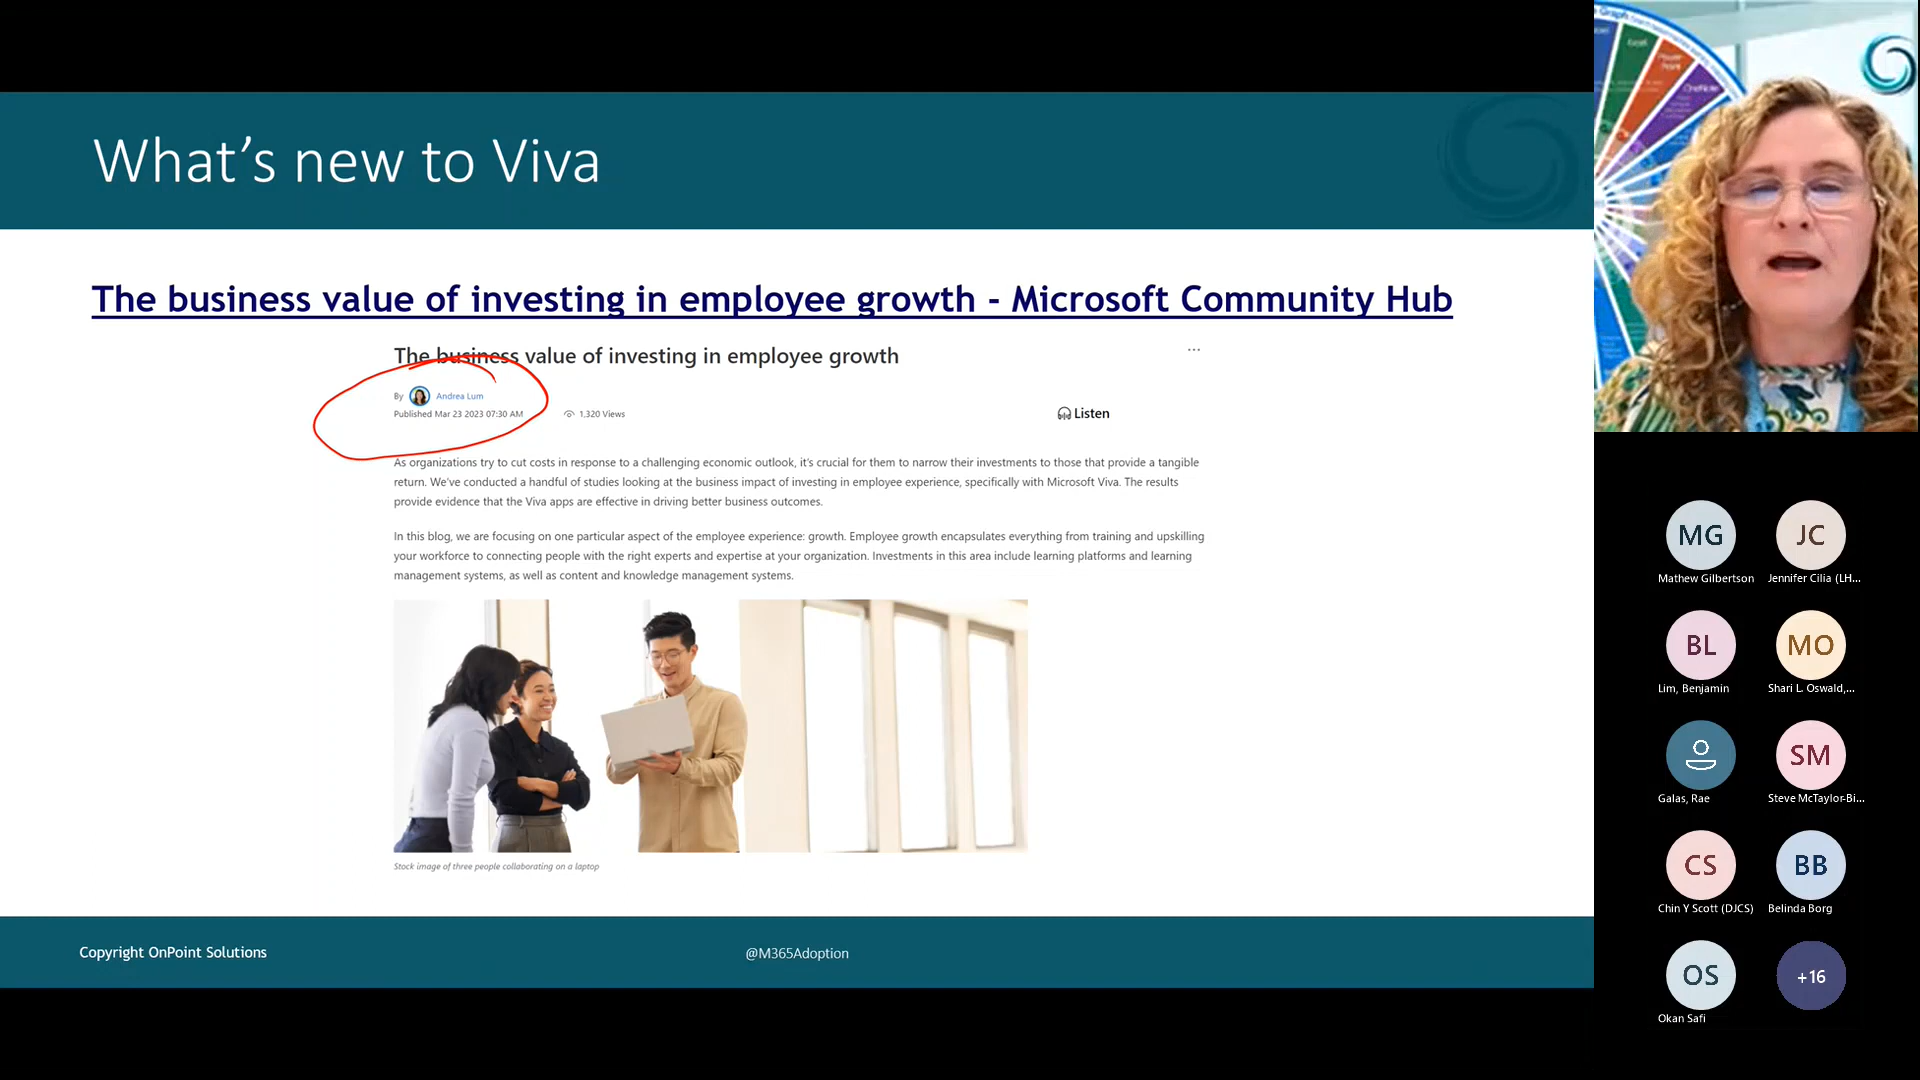 What's new to Viva
The business value of investing in employee growth - Microsoft Community Hub
The business value of investing in employee growth
...
By Andrea Lum
Published Mar 23 2023 07:30 AM 1,320 Views
Listen
As organizations try to cut costs in response to a challenging economic outlook, it's crucial for them to narrow their investments to those that provide a tangible
return. We've conducted a handful of studies looking at the business impact of investing in employee experience, specifically with Microsoft Viva. The results
provide evidence that the Viva apps are effective in driving better business outcomes.
In this blog, we are focusing on one particular aspect of the employee experience: growth. Employee growth encapsulates everything from training and upskilling
your workforce to connecting people with the right experts and expertise at your organization. Investments in this area include learning platforms and learning
management systems, as well as content and knowledge management systems.
Stock image of three people collaborating on a laptop
Copyright OnPoint Solutions
@M365Adoption
Graph
Excel
Power
Point
OneNote
MG
Mathew Gilbertson
JC
Jennifer Cilia (LH...
BL
Lim, Benjamin
MO
Shari L. Oswald,...
Galas, Rae
SM
Steve McTaylor-Bi...
CS
Chin Y Scott (DJCS)
BB
Belinda Borg
OS
Okan Safi
+16